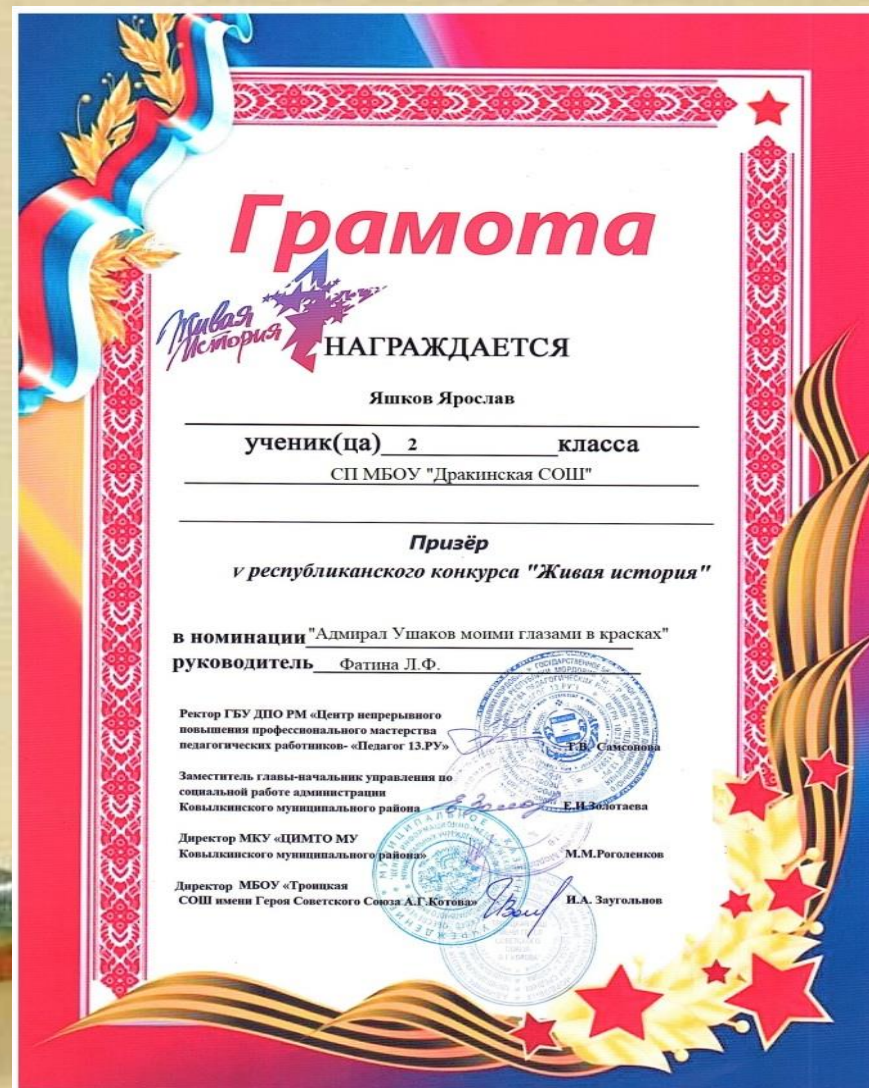 Грамота
Живая
История
НАГРАЖДАЕТСЯ
Яшков Ярослав
ученик(ца) 2 класса
СП МБОУ "Дракинская СОШ"
Призёр
v республиканского конкурса "Живая история"
в номинации "Адмирал Ушаков моими глазами в красках"
руководитель Фатина Л.Ф.
Ректор ГБУ ДПО РМ «Центр непрерывного
повышения профессионального мастерства
педагогических работников- «Педагог 13.РУ» Т.В. Самсонова
Заместитель главы-начальник управления по
социальной работе администрации
Ковылкинского муниципального района Е.И.Золотаева
Директор МКУ «ЦИМТО МУ
Ковылкинского муниципального района» М.М.Роголенков
Директор МБОУ «Троицкая
СОШ имени Героя Советского Союза А.Г.Котова» И.А. Заугольнов